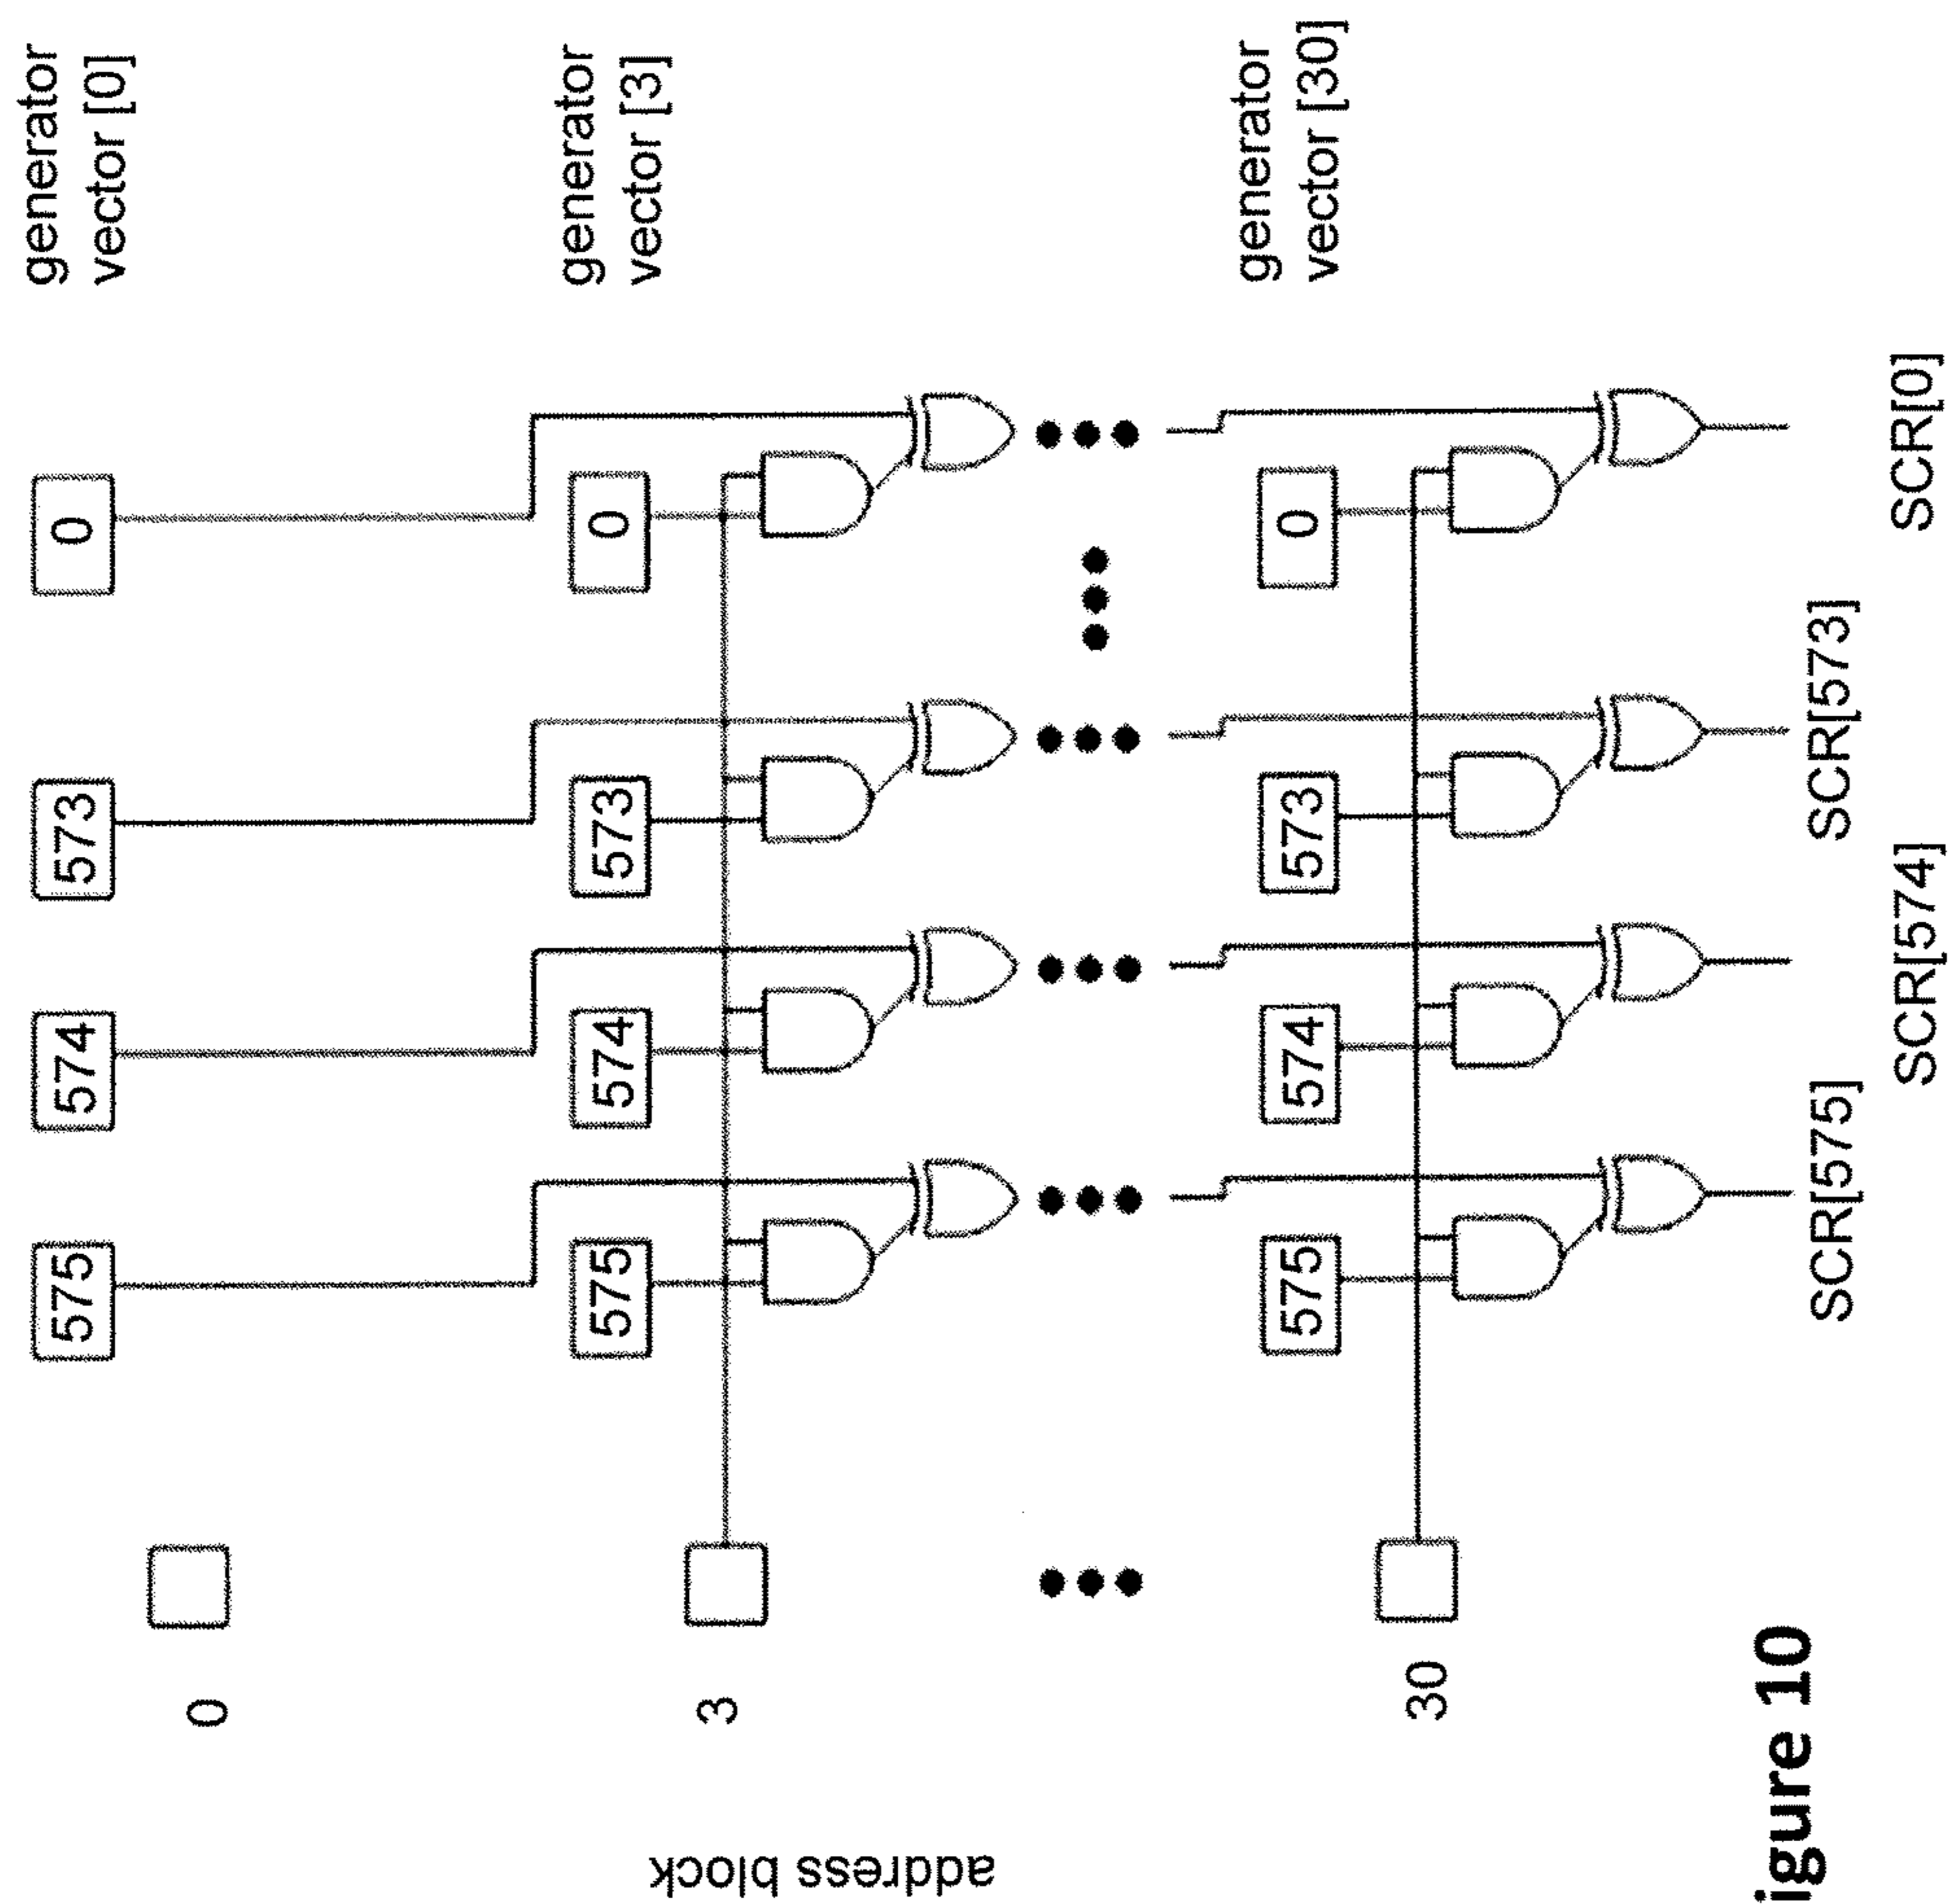 generator
vector [0]
575
574
573
0
0
generator
vector [3]
575
574
573
0
3
address block
generator
vector [30]
575
574
573
0
30
SCR[575]
SCR[574]
SCR[573]
SCR[0]
igure 10